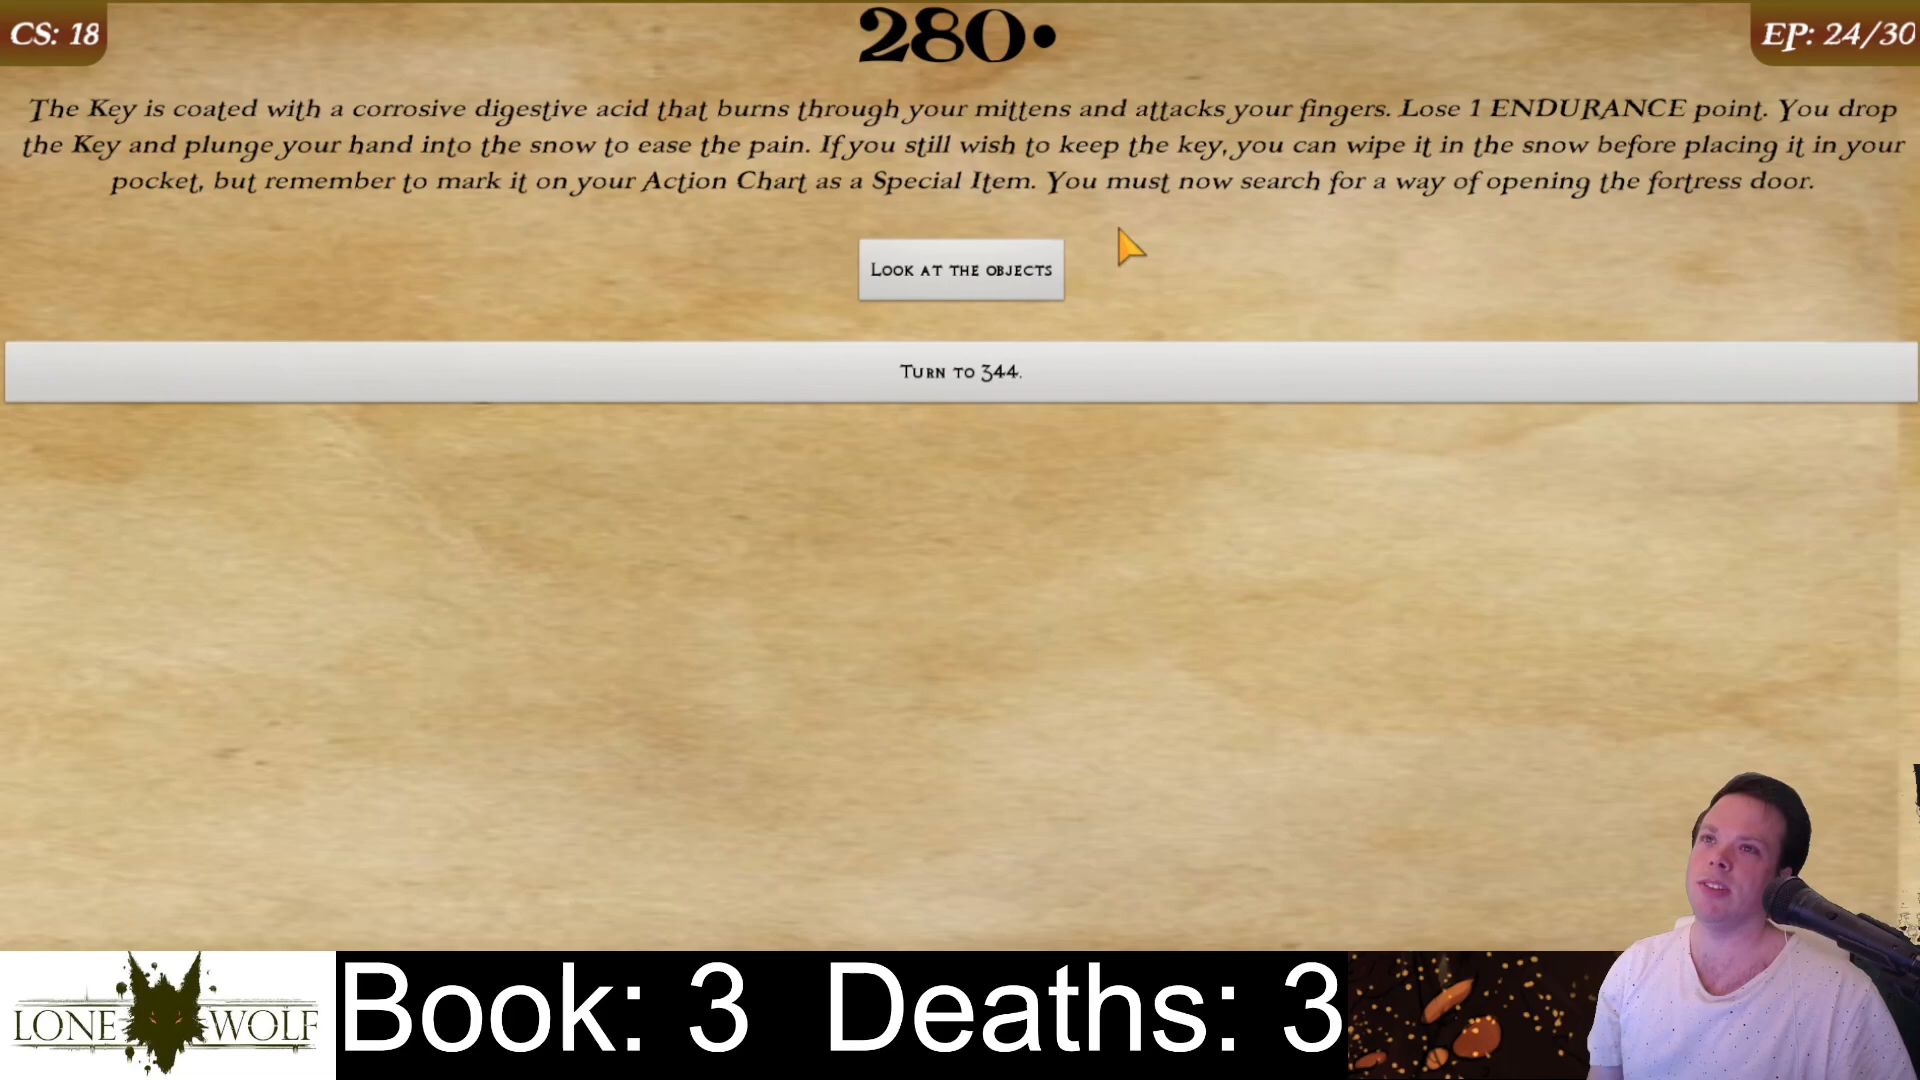 CS: 18
280•
EP: 24/30
The Key is coated with a corrosive digestive acid that burns through your mittens and attacks your fingers. Lose 1 ENDURANCE point. You drop
the Key and plunge your hand into the snow to ease the pain. If you still wish to keep the key, you can wipe it in the snow before placing it in your
pocket, but remember to mark it on your Action Chart as a Special Item. You must now search for a way of opening the fortress door.
Look at the objects
Turn to 344.
LONE WOLF
Book: 3 Deaths: 3